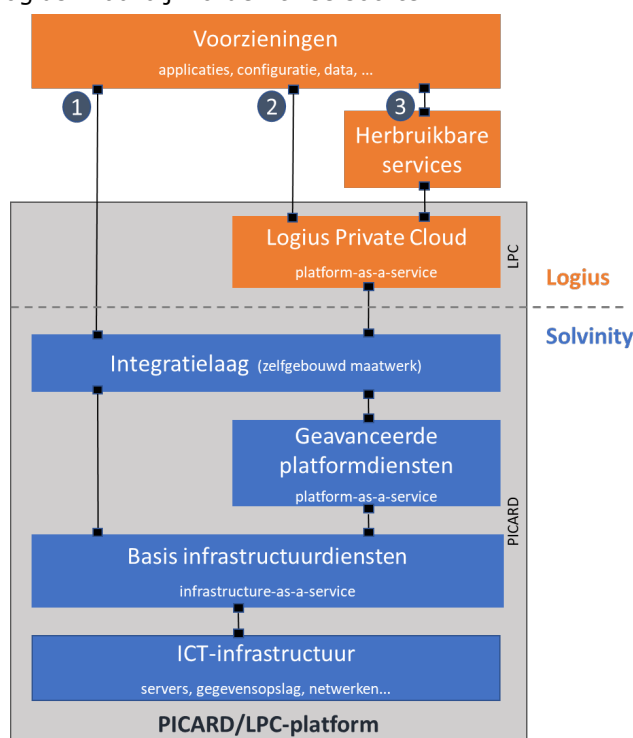 Voorzieningen
applicaties, configuratie, data, ...
1
2
3
Herbruikbare
services
Logius Private Cloud
platform-as-a-service
LPC
Logius
Solvinity
Integratielaag (zelfgebouwd maatwerk)
Geavanceerde
platformdiensten
platform-as-a-service
PICARD
Basis infrastructuurdiensten
infrastructure-as-a-service
ICT-infrastructuur
servers, gegevensopslag, netwerken...
PICARD/LPC-platform